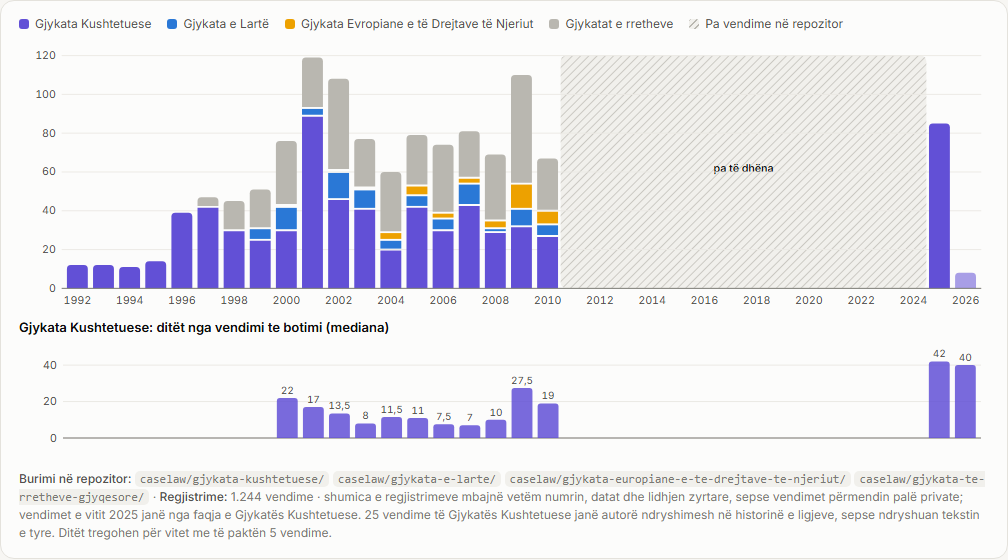 Gjykata Kushtetuese Gjykata e Lartë Gjykata Evropiane e të Drejtave të Njeriut Gjykatat e rretheve Pa vendime në repozitor
120
100
80
60
40
20
0
pa të dhëna
1992 1994 1996 1998 2000 2002 2004 2006 2008 2010 2012 2014 2016 2018 2020 2022 2024 2026
Gjykata Kushtetuese: ditët nga vendimi te botimi (mediana)
40
20
0
22 17 13,5 8 11,5 11 7,5 7 10 27,5 19 42 40
Burimi në repozitor: caselaw/gjykata-kushtetuese/ caselaw/gjykata-e-larte/ caselaw/gjykata-europiane-e-te-drejtave-te-njeriut/ caselaw/gjykata-te-
rretheve-gjyqesore/ · Regjistrime: 1.244 vendime · shumica e regjistrimeve mbajnë vetëm numrin, datat dhe lidhjen zyrtare, sepse vendimet përmendin palë private;
vendimet e vitit 2025 janë nga faqja e Gjykatës Kushtetuese. 25 vendime të Gjykatës Kushtetuese janë autorë ndryshimesh në historinë e ligjeve, sepse ndryshuan tekstin
e tyre. Ditët tregohen për vitet me të paktën 5 vendime.